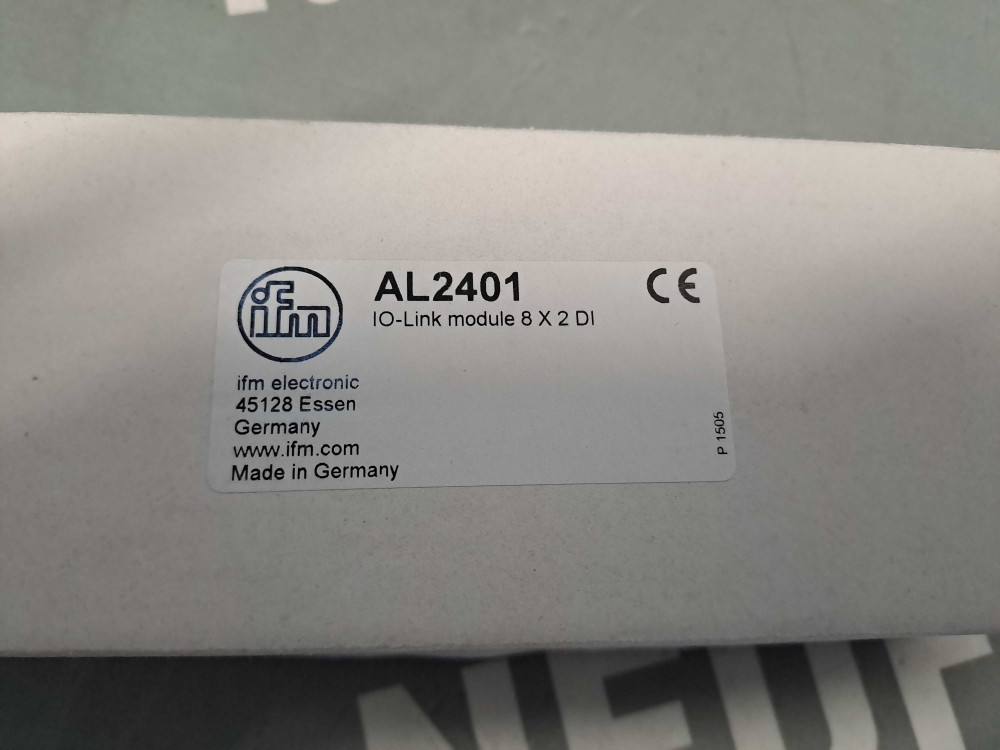 ifm
AL2401
IO-Link module 8 X 2 DI
CE
ifm electronic
45128 Essen
Germany
www.ifm.com
Made in Germany
P 1505